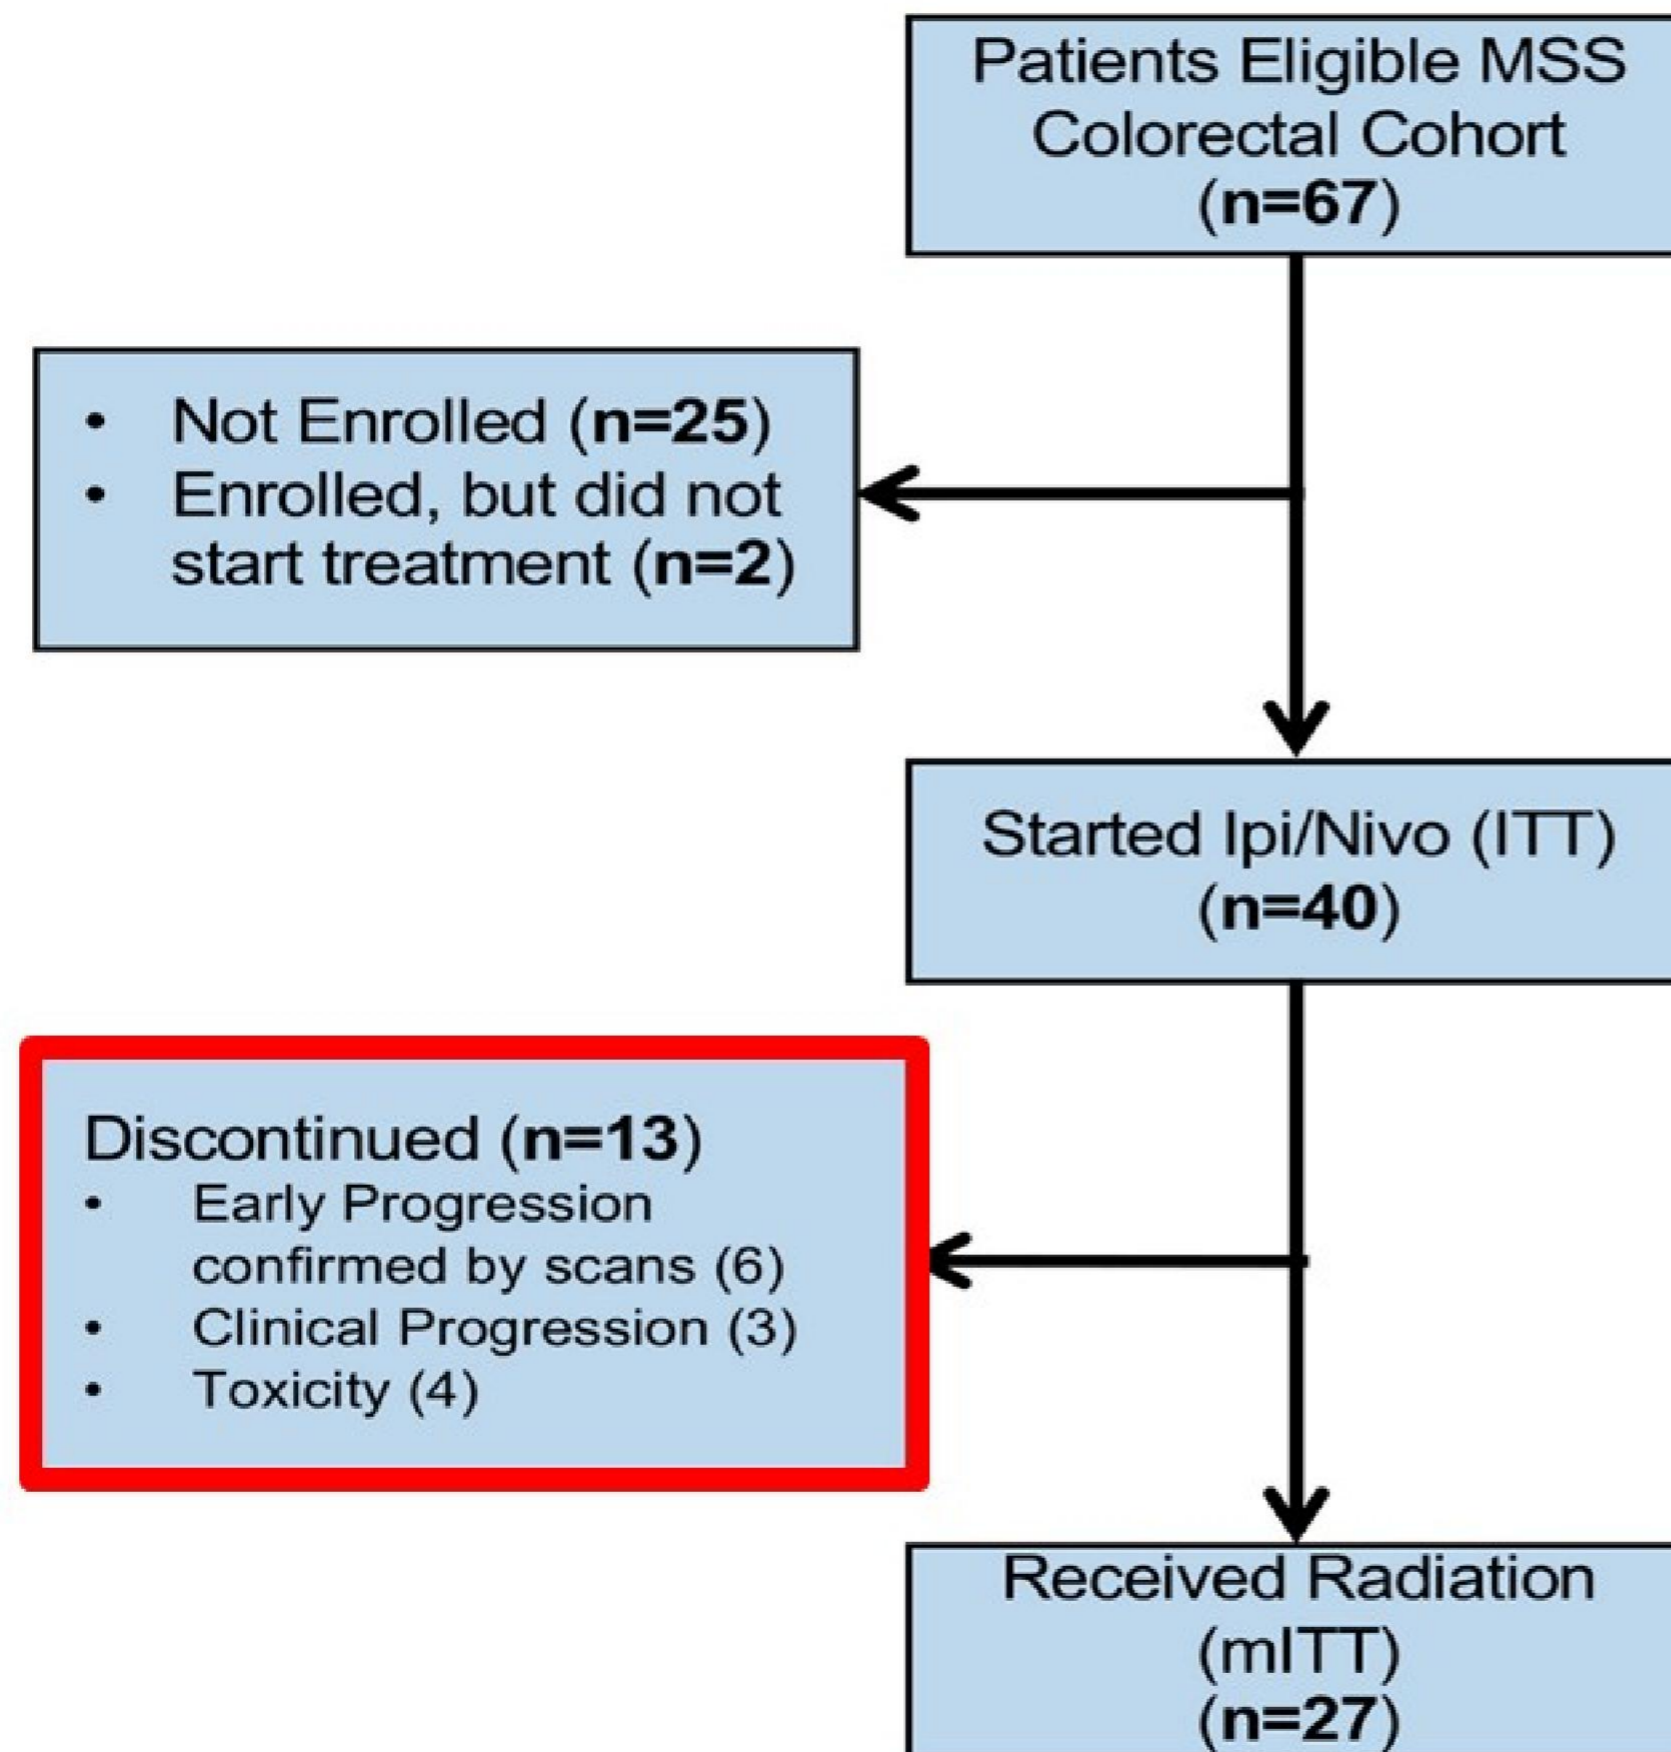 Patients Eligible MSS
Colorectal Cohort
(n=67)
• Not Enrolled (n=25)
• Enrolled, but did not
start treatment (n=2)
Started Ipi/Nivo (ITT)
(n=40)
Discontinued (n=13)
• Early Progression
confirmed by scans (6)
• Clinical Progression (3)
• Toxicity (4)
Received Radiation
(mITT)
(n=27)